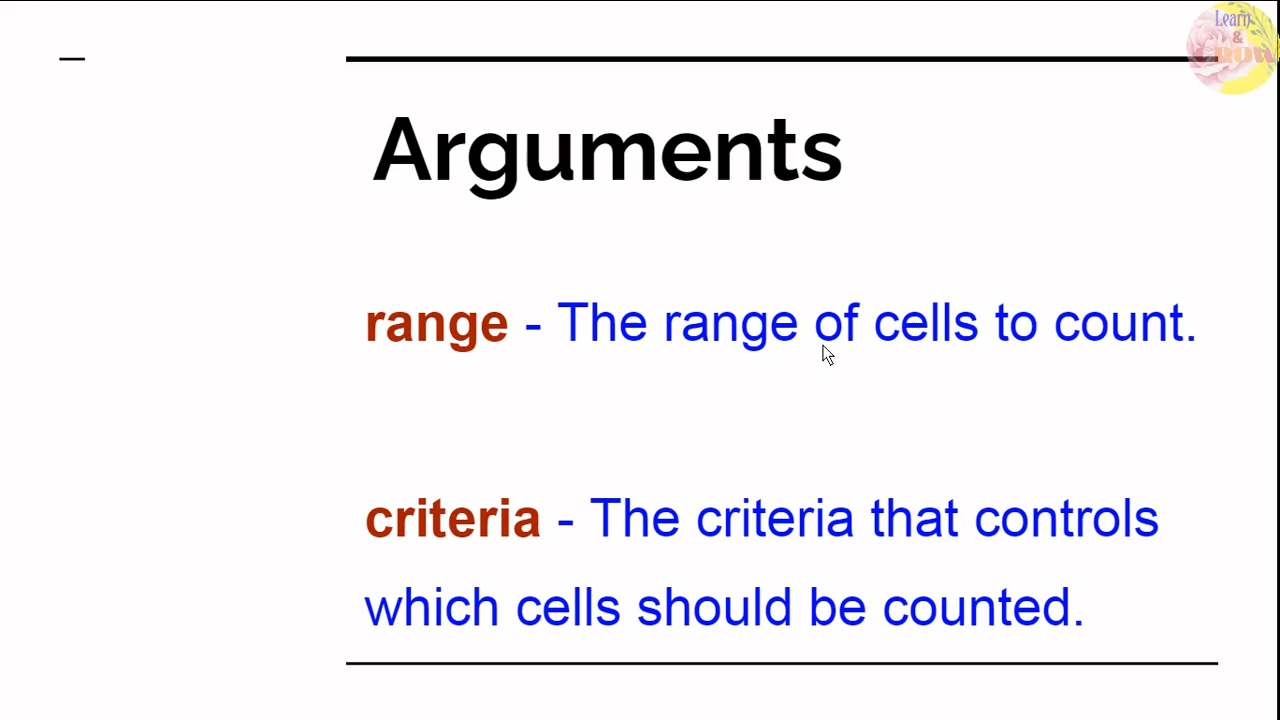 Learn
&
GROW
Arguments
range - The range of cells to count.
criteria - The criteria that controls
which cells should be counted.